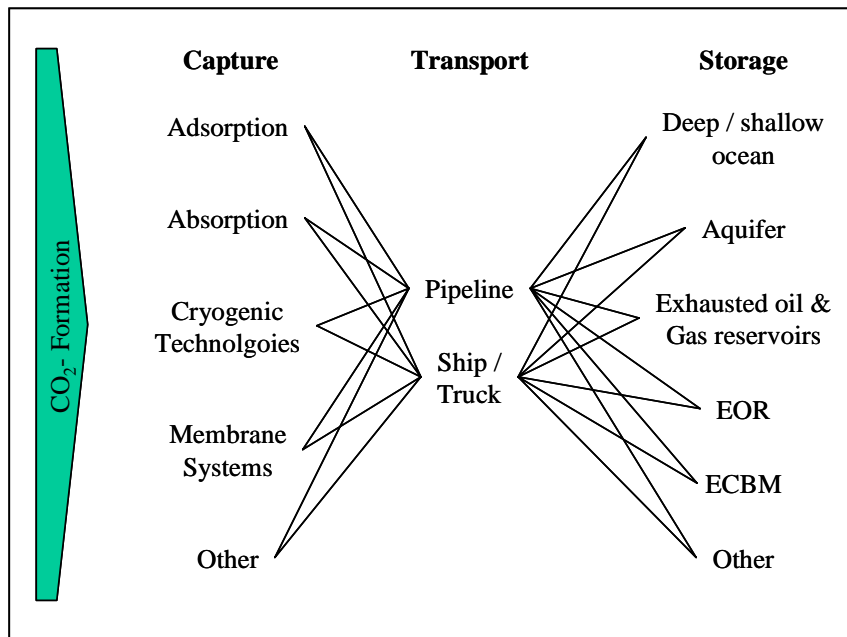 Capture
Transport
Storage
CO₂- Formation
Adsorption
Absorption
Cryogenic
Technolgoies
Membrane
Systems
Other
Pipeline
Ship /
Truck
Deep / shallow
ocean
Aquifer
Exhausted oil &
Gas reservoirs
EOR
ECBM
Other